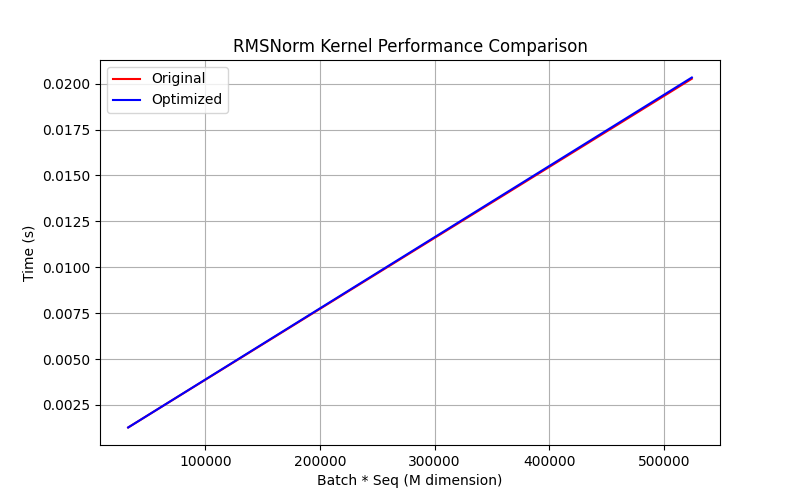 RMSNorm Kernel Performance Comparison
Original
Optimized
0.0200
0.0175
0.0150
0.0125
0.0100
0.0075
0.0050
0.0025
Time (s)
100000 200000 300000 400000 500000
Batch * Seq (M dimension)